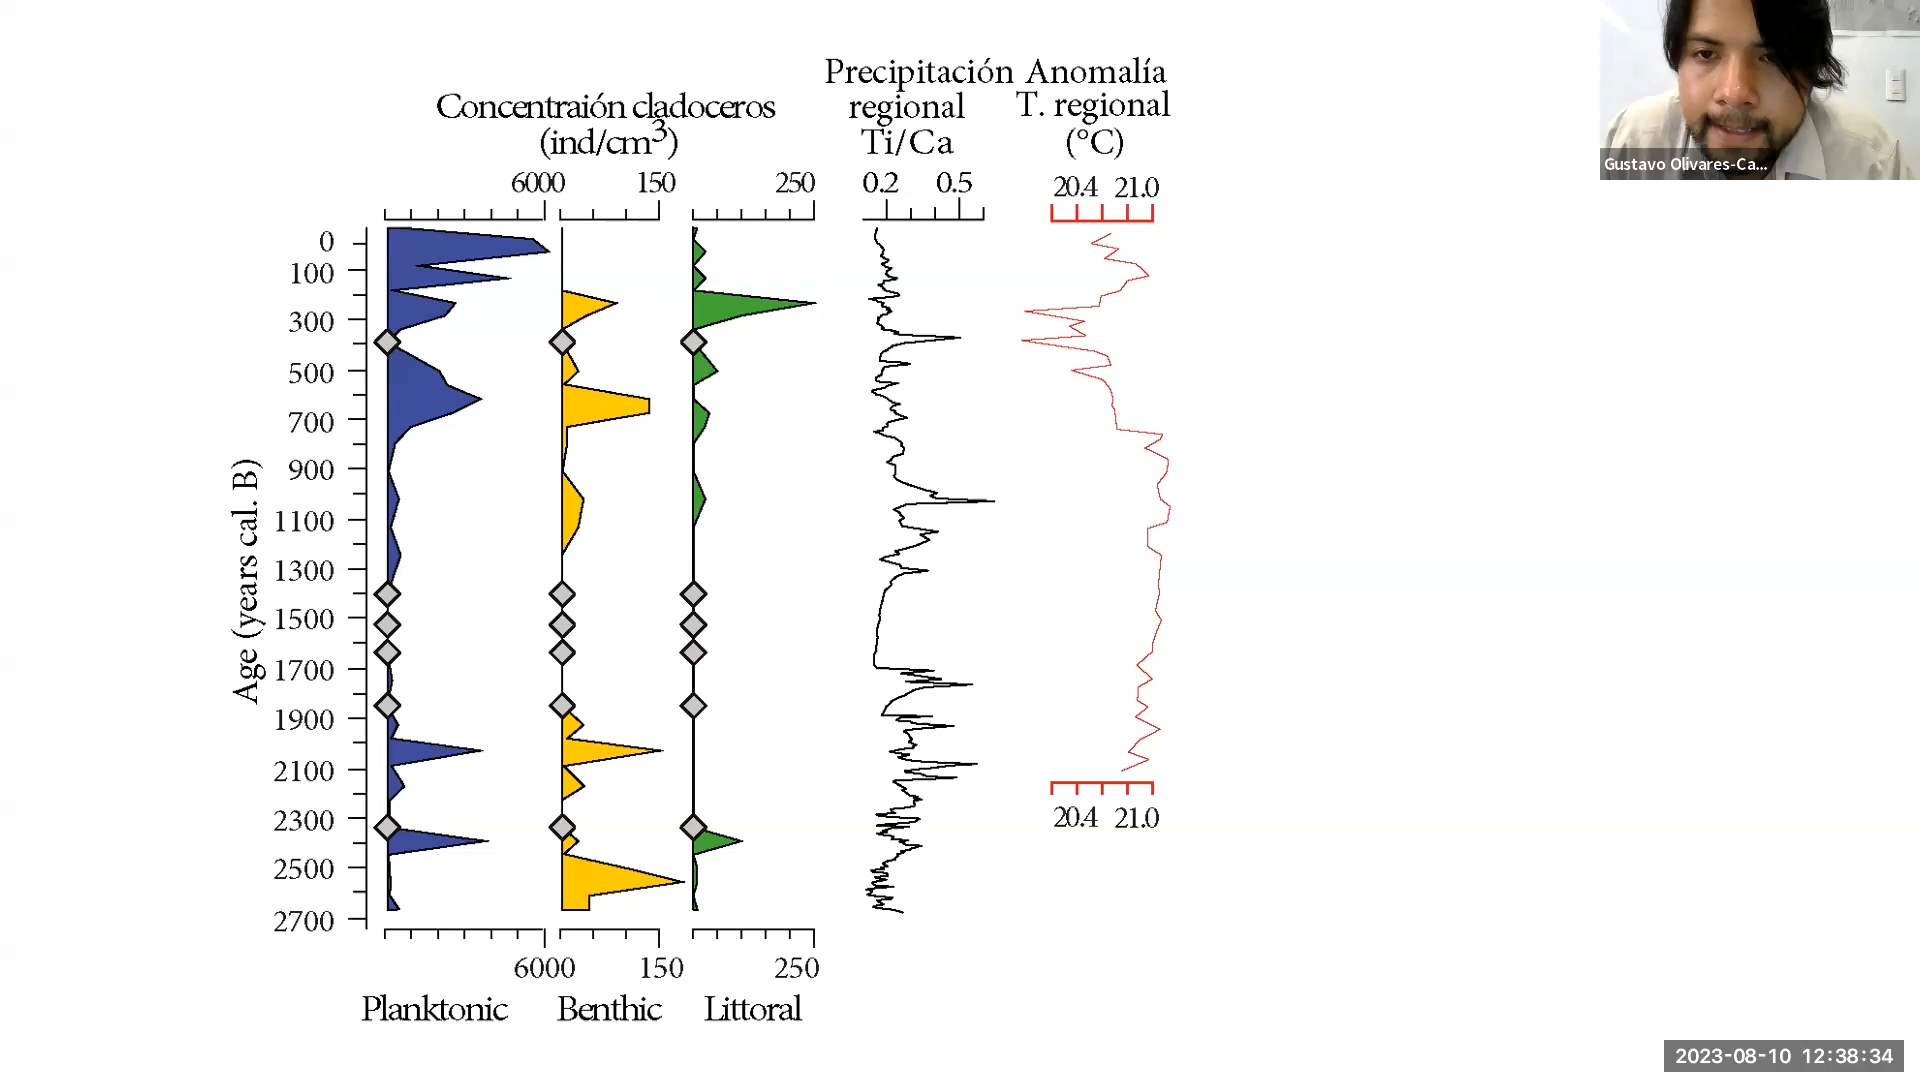 Precipitación Anomalía
Concentraión cladoceros regional T. regional
(ind/cm3) Ti/Ca (°C)
6000 150 250 0.2 0.5 20.4 21.0
0
100
300
500
700
900
1100
1300
1500
1700
1900
2100
2300
2500
2700
Age (years cal. B)
20.4 21.0
6000 150 250
Planktonic Benthic Littoral
Gustavo Olivares-Ca...
2023-08-10 12:38:34